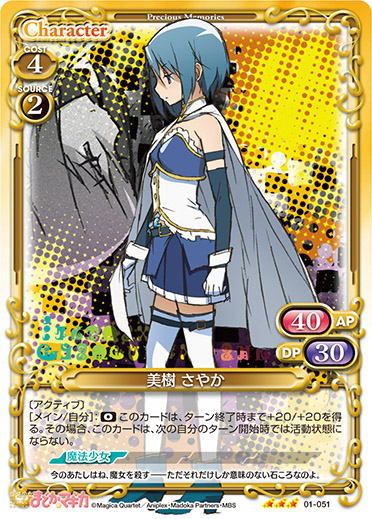 Precious Memories
Character
COST
4
SOURCE
2
40 AP
DP 30
美樹 さやか
[アクティブ]
[メイン/自分]: このカードは、ターン終了時まで+20/+20を得
る。その場合、このカードは、次の自分のターン開始時では活動状態に
ならない。
魔法少女
今のあたしはね、魔女を殺す――ただそれだけしか意味のない石ころなのよ。
魔法少女
まどか☆マギカ
©Magica Quartet／Aniplex・Madoka Partners・MBS
★★★ 01-051